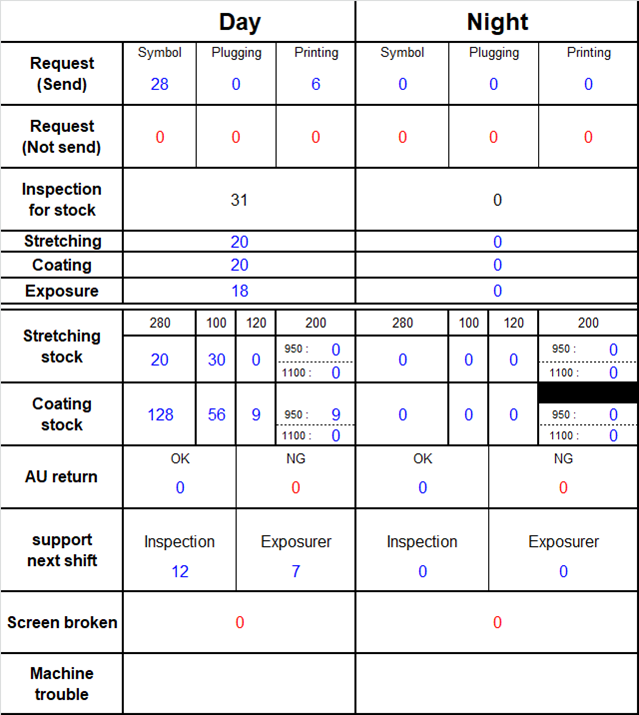 Day Night
Symbol Plugging Printing Symbol Plugging Printing
Request
(Send)
28 0 6 0 0 0
Request
(Not send)
0 0 0 0 0 0
Inspection
for stock
31 0
Stretching 20 0
Coating 20 0
Exposure 18 0
Stretching
stock
280 100 120 200 280 100 120 200
20 30 0 950 : 0 0 0 0 950 : 0
1100 : 0 1100 : 0
Coating
stock
128 56 9 950 : 9 0 0 0 950 : 0
1100 : 0 1100 : 0
AU return
OK NG OK NG
0 0 0 0
support
next shift
Inspection Exposurer Inspection Exposurer
12 7 0 0
Screen broken 0 0
Machine
trouble